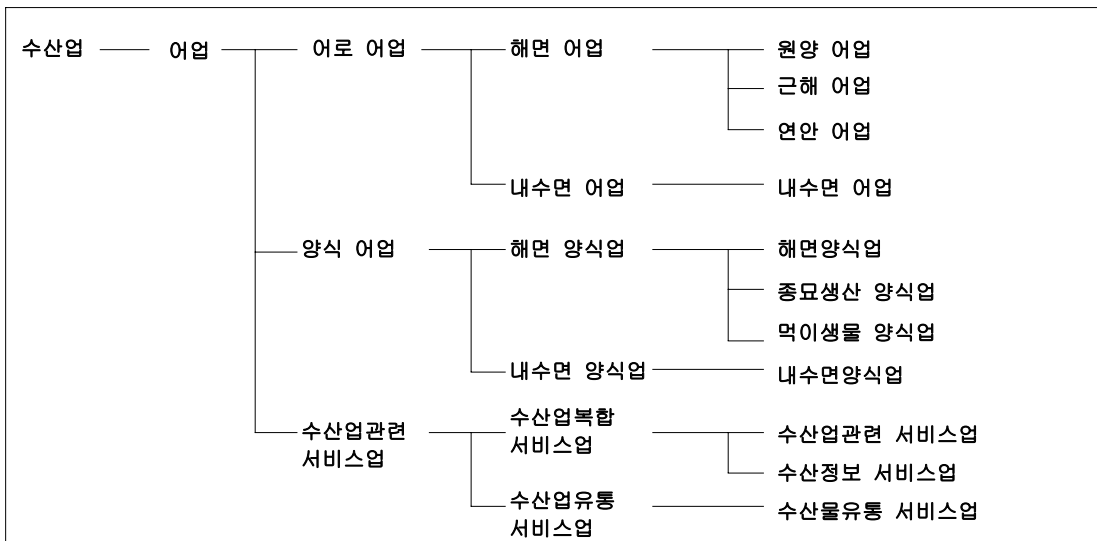 수산업 어업 어로 어업 해면 어업 원양 어업
근해 어업
연안 어업
내수면 어업 내수면 어업
양식 어업 해면 양식업 해면양식업
종묘생산 양식업
먹이생물 양식업
내수면 양식업 내수면양식업
수산업관련
서비스업
수산업복합
서비스업
수산업관련 서비스업
수산정보 서비스업
수산업유통
서비스업
수산물유통 서비스업